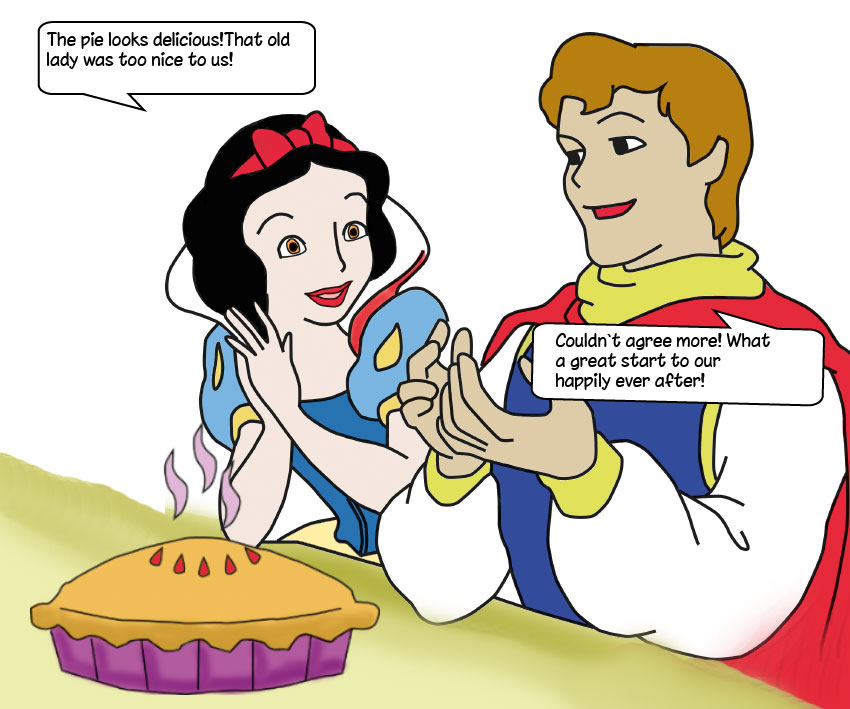 The pie looks delicious!That old
lady was too nice to us!
Couldn`t agree more! What
a great start to our
happily ever after!